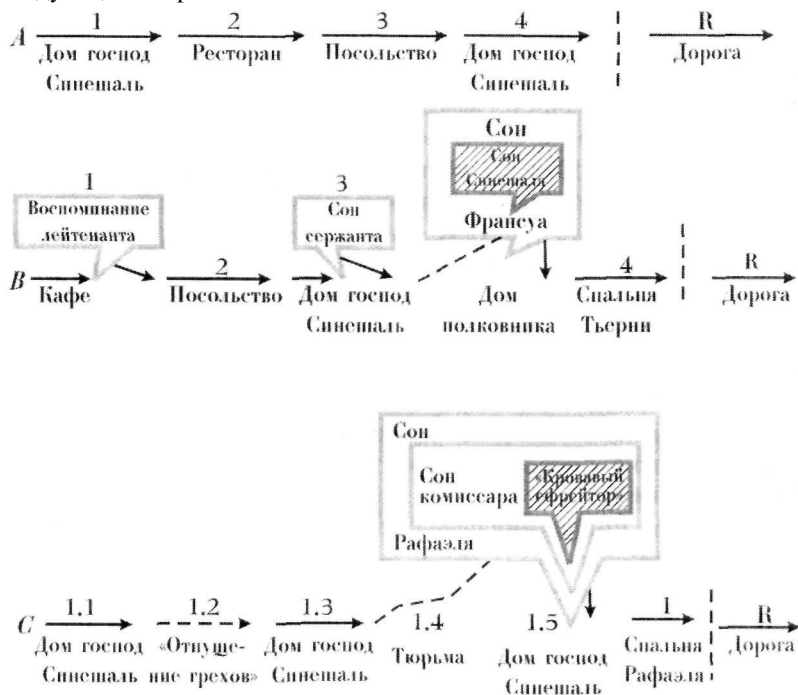 1 2 3 4 R
A Дом господ Ресторан Посольство Дом господ Дорога
Синешаль Синешаль
Сон
Сон
Синешаля
1 3
Воспоминание Сон Франсуа
лейтенанта сержанта
2 4 R
B Кафе Посольство Дом господ Дом Спальня Дорога
Синешаль полковника Тьерни
Сон
Сон «Кровавый
комиссара ефрейтор»
Рафаэля
1.1 1.2 1.3 1.4 1.5 1 R
C Дом господ «Отпуще- Дом господ Тюрьма Дом господ Спальня Дорога
Синешаль ние грехов» Синешаль Синешаль Рафаэля